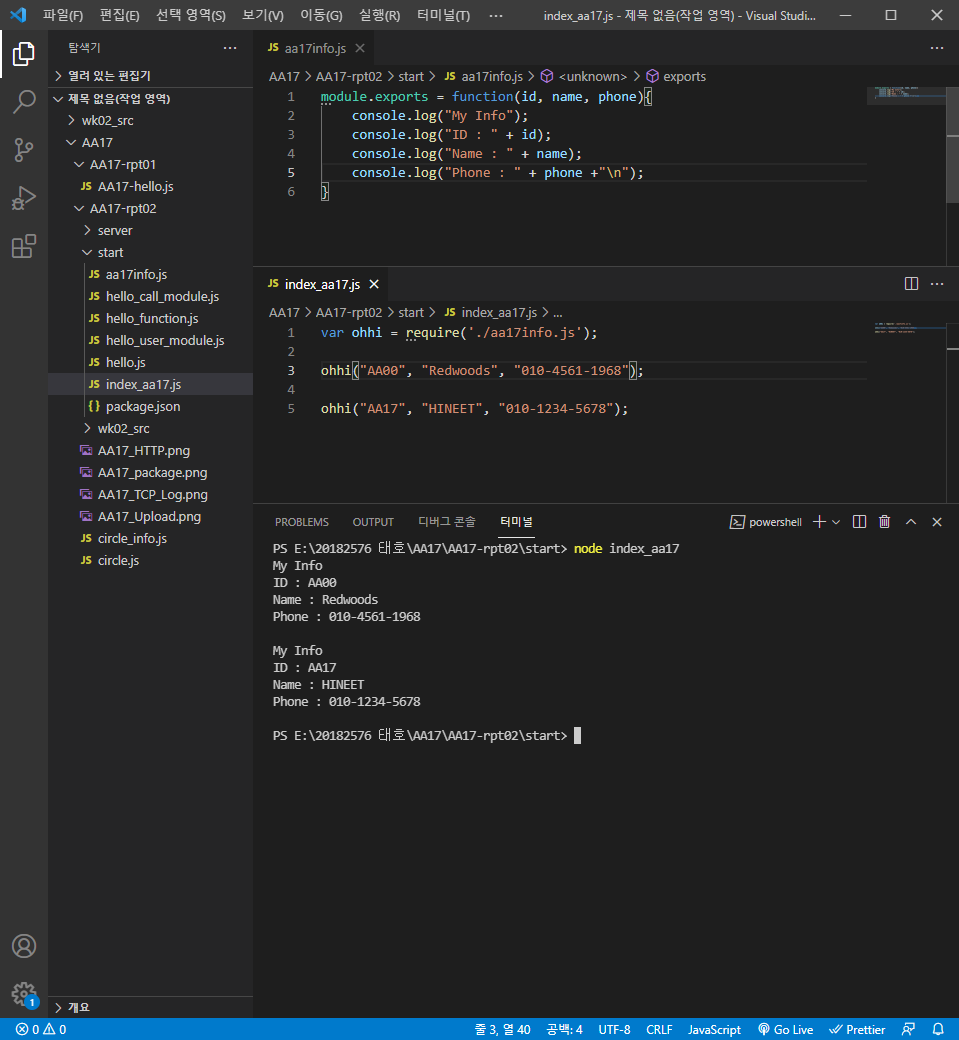 파일(F) 편집(E) 선택 영역(S) 보기(V) 이동(G) 실행(R) 터미널(T) ··· index_aa17.js - 제목 없음(작업 영역) - Visual Studi...
탐색기 ···
열려 있는 편집기
제목 없음(작업 영역)
wk02_src
AA17
AA17-rpt01
JS AA17-hello.js
AA17-rpt02
server
start
JS aa17info.js
JS hello_call_module.js
JS hello_function.js
JS hello_user_module.js
JS hello.js
JS index_aa17.js
{} package.json
wk02_src
AA17_HTTP.png
AA17_package.png
AA17_TCP_Log.png
AA17_Upload.png
JS circle_info.js
JS circle.js
개요
JS aa17info.js ···
AA17 > AA17-rpt02 > start > JS aa17info.js > <unknown> > exports
1 module.exports = function(id, name, phone){
2 console.log("My Info");
3 console.log("ID : " + id);
4 console.log("Name : " + name);
5 console.log("Phone : " + phone +"\n");
6 }
JS index_aa17.js ···
AA17 > AA17-rpt02 > start > JS index_aa17.js > ...
1 var ohhi = require('./aa17info.js');
2
3 ohhi("AA00", "Redwoods", "010-4561-1968");
4
5 ohhi("AA17", "HINEET", "010-1234-5678");
PROBLEMS OUTPUT 디버그 콘솔 터미널 powershell
PS E:\20182576 태호\AA17\AA17-rpt02\start> node index_aa17
My Info
ID : AA00
Name : Redwoods
Phone : 010-4561-1968
My Info
ID : AA17
Name : HINEET
Phone : 010-1234-5678
PS E:\20182576 태호\AA17\AA17-rpt02\start>
1
0 0 줄 3, 열 40 공백: 4 UTF-8 CRLF JavaScript Go Live Prettier